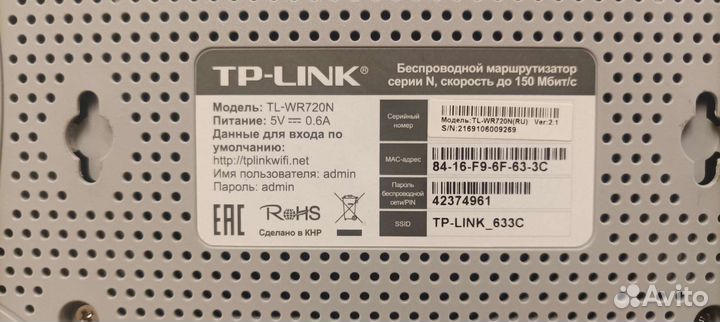 TP-LINK®
Беспроводной маршрутизатор
серии N, скорость до 150 Мбит/с
Модель: TL-WR720N
Питание: 5V 0.6A
Данные для входа по
умолчанию:
http://tplinkwifi.net
Имя пользователя: admin
Пароль: admin
EAC RoHS
Сделано в КНР
Серийный
номер
Модель:TL-WR720N(RU) Ver:2.1
S/N:2169106009269
MAC-адрес
84-16-F9-6F-63-3C
Пароль
беспроводной
сети/PIN
42374961
SSID
TP-LINK_633C
Avito